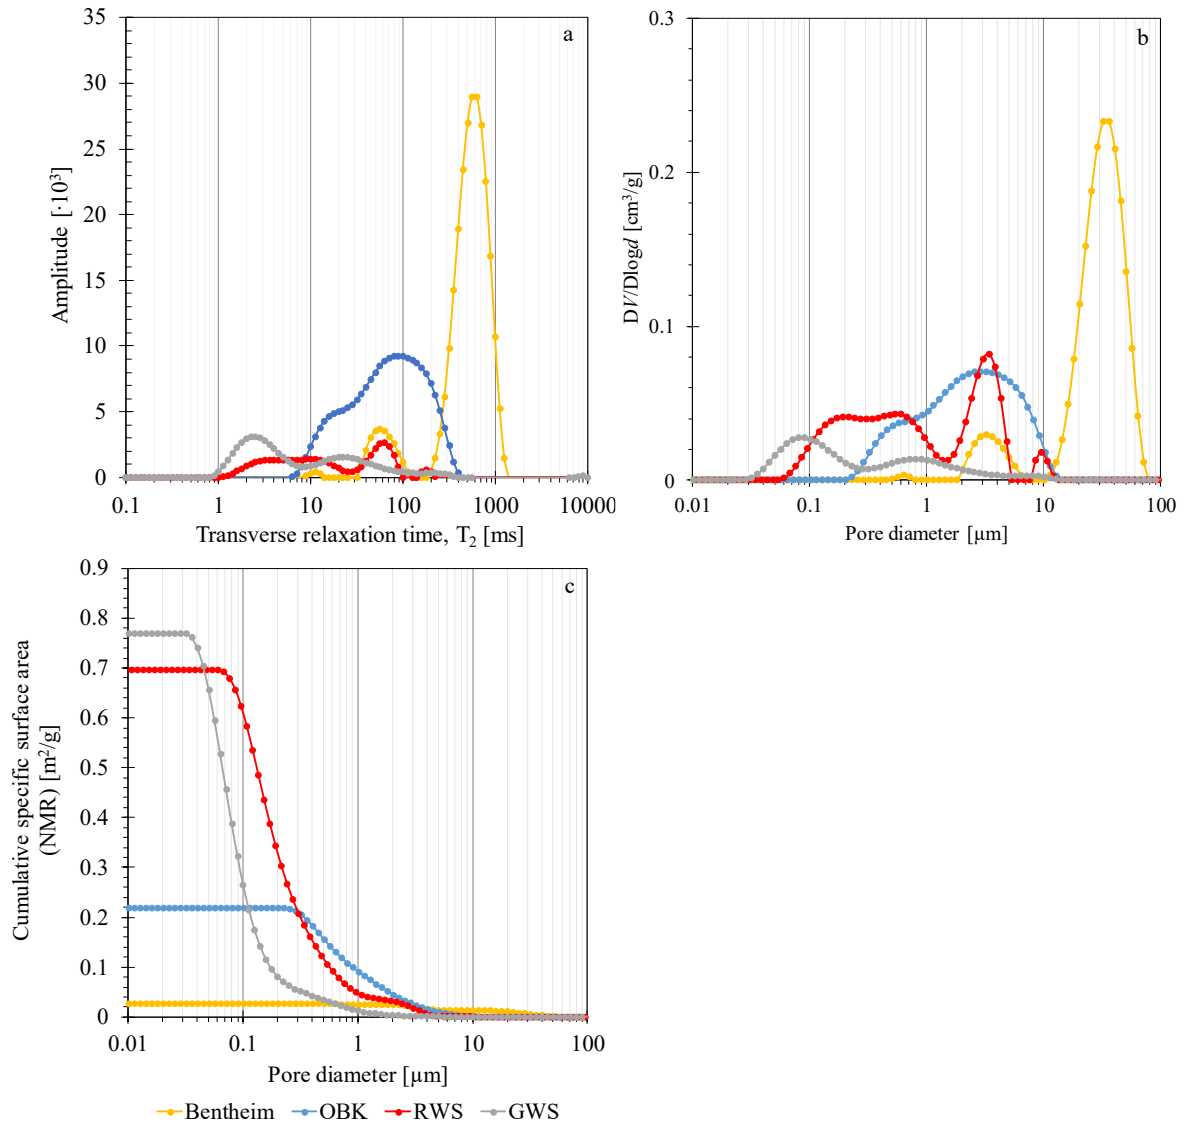 a
35
30
25
20
15
10
5
0
Amplitude [·10³]
0.1 1 10 100 1000 10000
Transverse relaxation time, T₂ [ms]
b
0.3
0.2
0.1
0
DV/Dlogd [cm³/g]
0.01 0.1 1 10 100
Pore diameter [µm]
c
0.9
0.8
0.7
0.6
0.5
0.4
0.3
0.2
0.1
0
Cumulative specific surface area
(NMR) [m²/g]
0.01 0.1 1 10 100
Pore diameter [µm]
Bentheim OBK RWS GWS